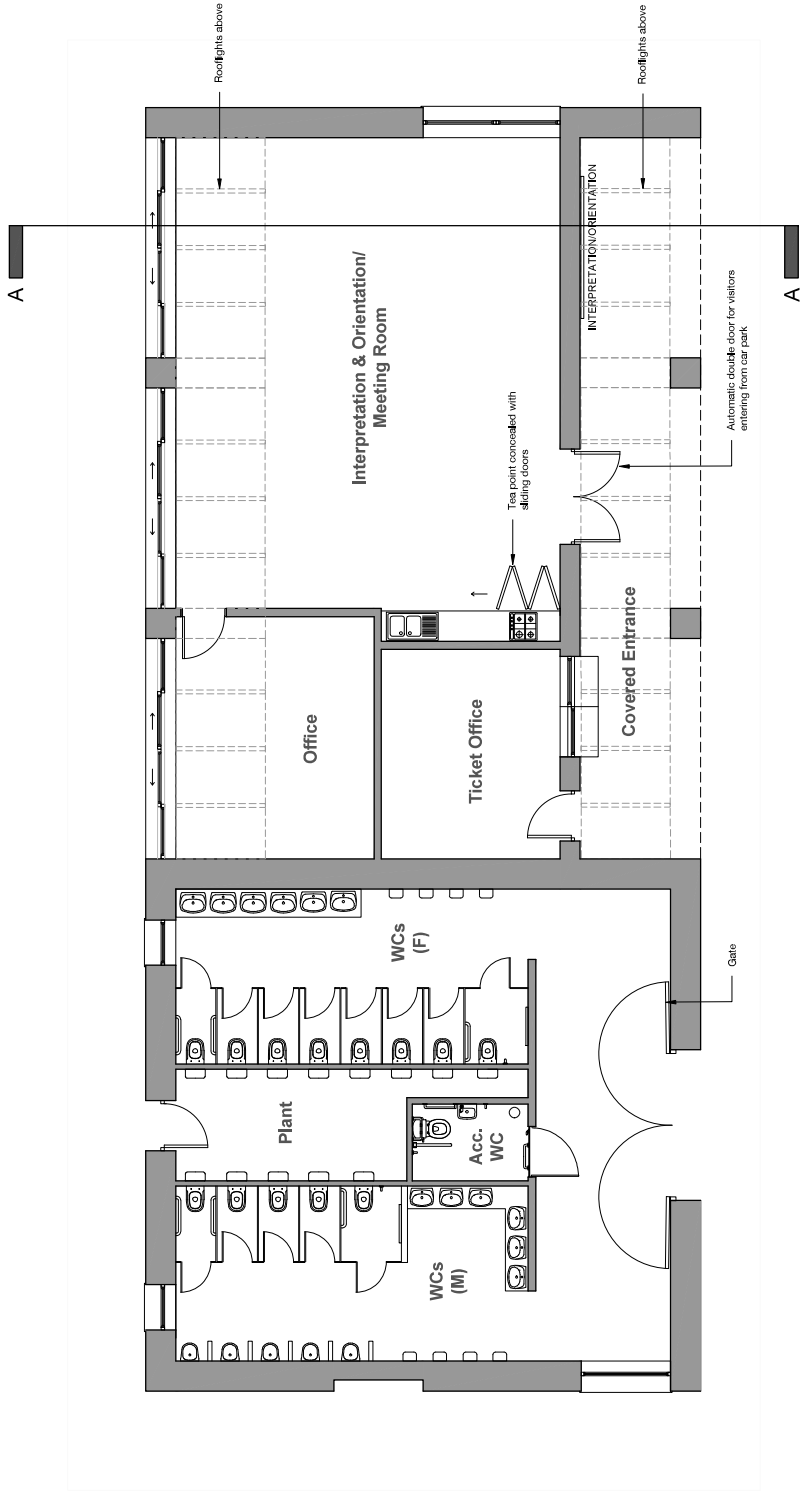 Rooflights above
Rooflights above
A
A
INTERPRETATION/ORIENTATION
Interpretation & Orientation/
Meeting Room
Automatic double door for visitors
entering from car park
Tea point concealed with
sliding doors
Office
Ticket Office
Covered Entrance
WCs
(F)
Gate
Plant
Acc.
WC
WCs
(M)